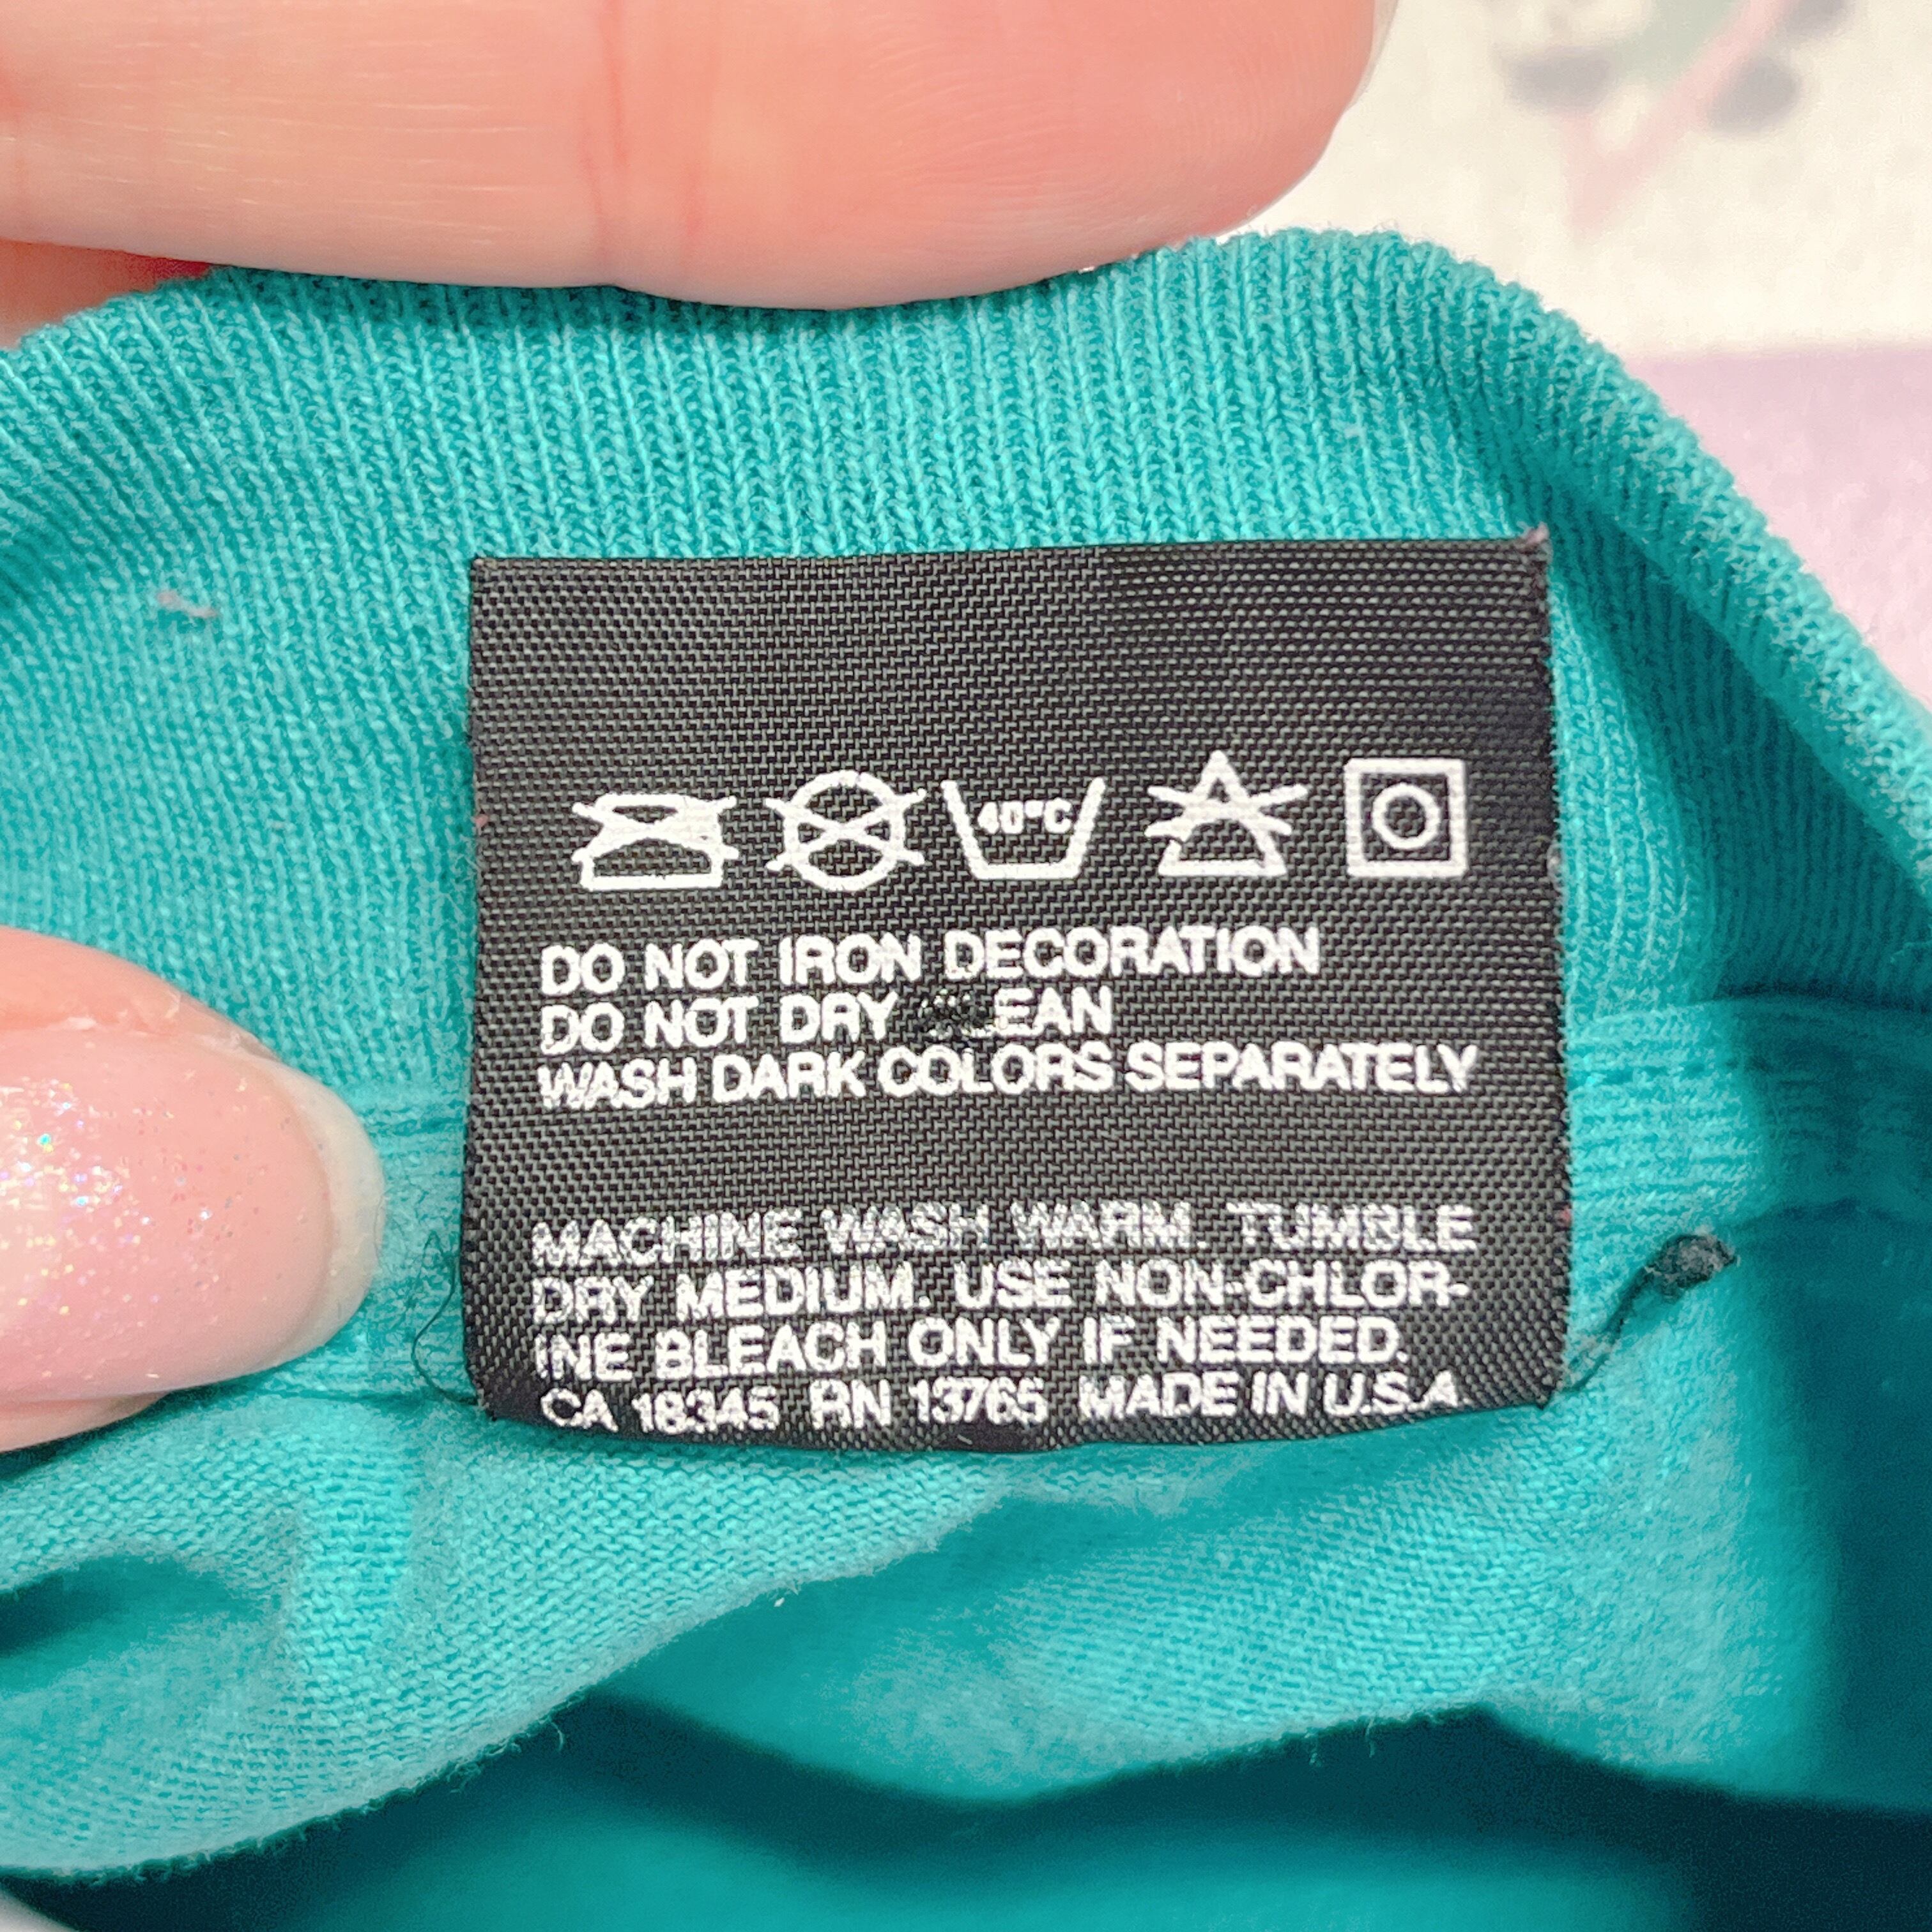 40°C
DO NOT IRON DECORATION
DO NOT DRY CLEAN
WASH DARK COLORS SEPARATELY
MACHINE WASH WARM. TUMBLE
DRY MEDIUM. USE NON-CHLOR-
INE BLEACH ONLY IF NEEDED.
CA 18345 RN 13765 MADE IN U.S.A